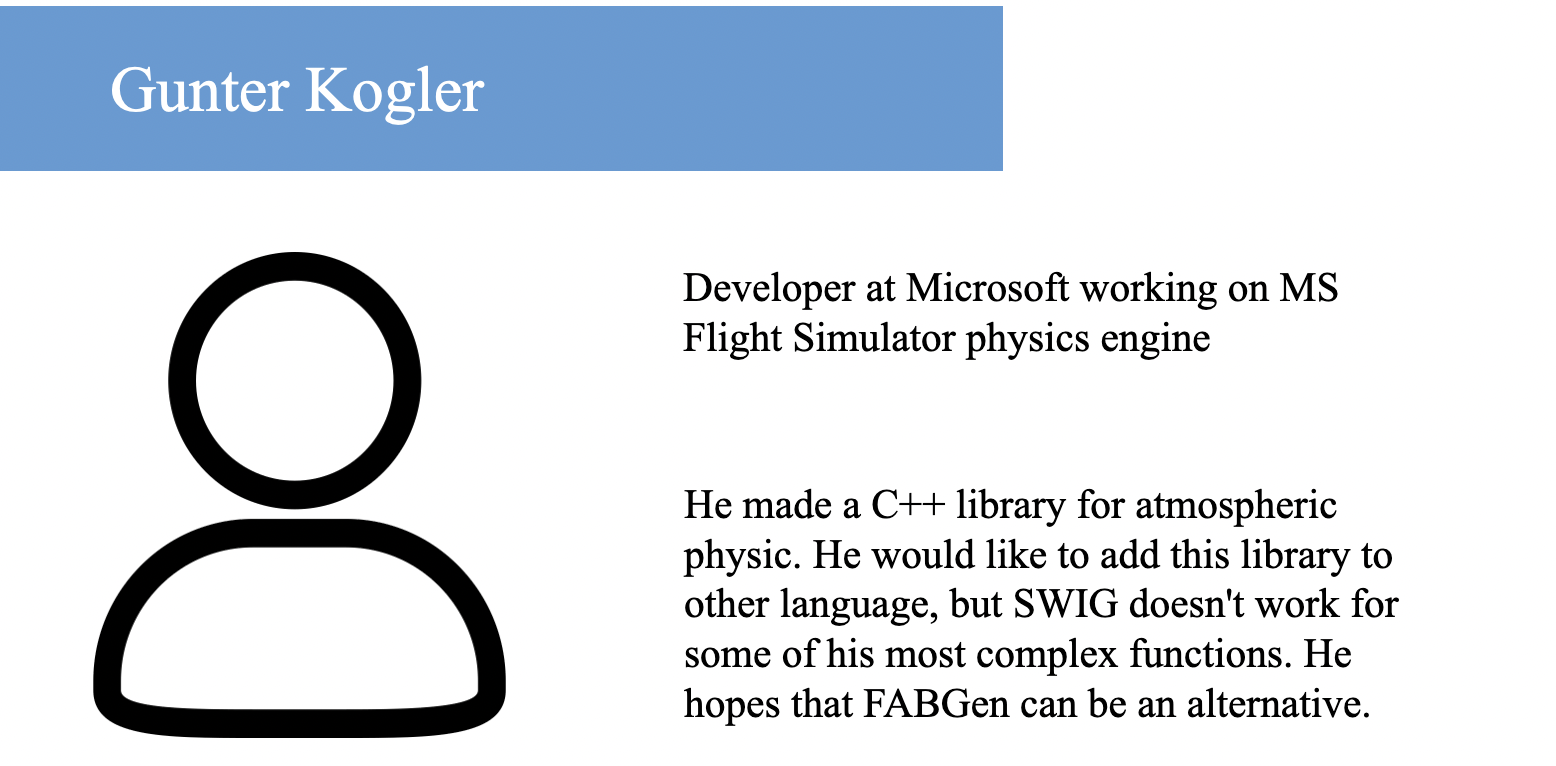 Gunter Kogler
Developer at Microsoft working on MS
Flight Simulator physics engine
He made a C++ library for atmospheric
physic. He would like to add this library to
other language, but SWIG doesn't work for
some of his most complex functions. He
hopes that FABGen can be an alternative.